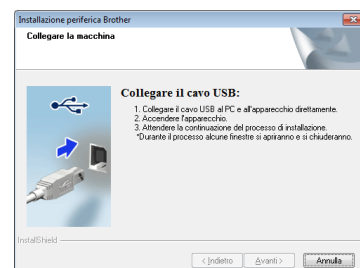 Installazione periferica Brother
Collegare la macchina
Collegare il cavo USB:
1. Collegare il cavo USB al PC e all'apparecchio direttamente.
2. Accendere l'apparecchio.
3. Attendere la continuazione del processo di installazione.
*Durante il processo alcune finestre si apriranno e si chiuderanno.
InstallShield
< Indietro Avanti > Annulla